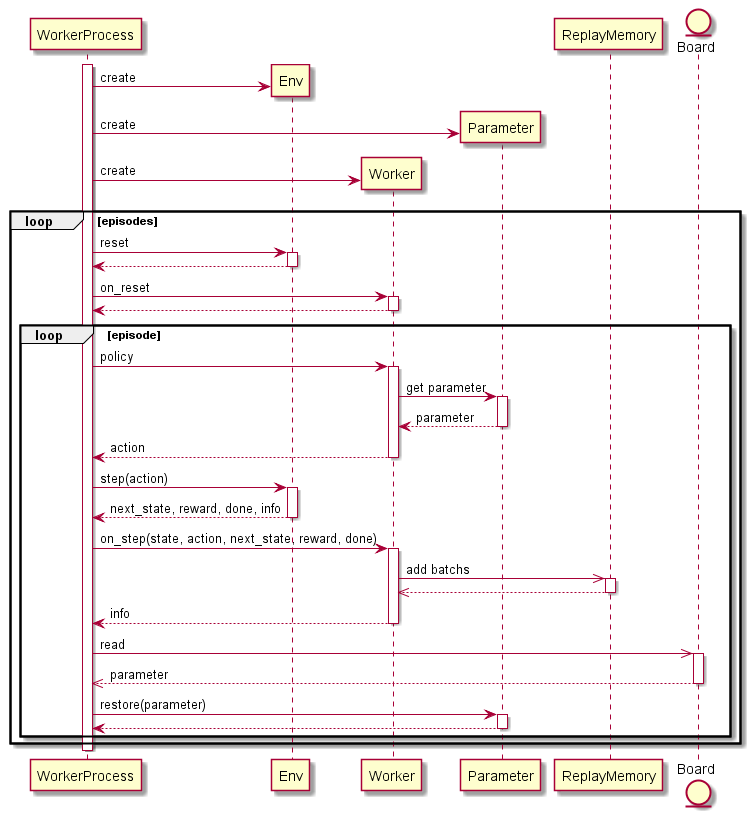 WorkerProcess
ReplayMemory
Board
create
Env
create
Parameter
create
Worker
loop [episodes]
reset
on_reset
loop [episode]
policy
get parameter
parameter
action
step(action)
next_state, reward, done, info
on_step(state, action, next_state, reward, done)
add batchs
info
read
parameter
restore(parameter)
WorkerProcess Env Worker Parameter ReplayMemory Board